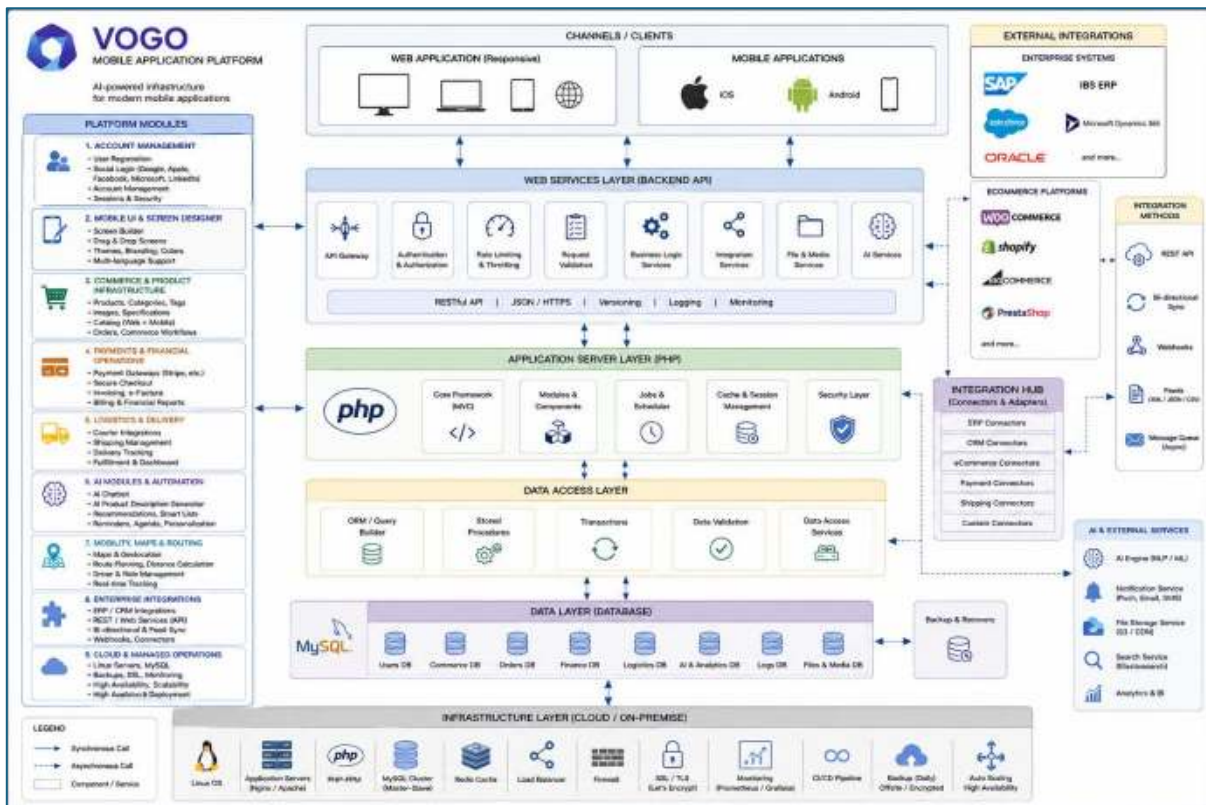 VOGO
MOBILE APPLICATION PLATFORM
AI-powered infrastructure
for modern mobile applications
PLATFORM MODULES
1. ACCOUNT MANAGEMENT
- User Registration
- Social Login (Google, Apple,
Facebook, Microsoft, LinkedIn)
- Account Management
- Sessions & Security
2. MOBILE UI & SCREEN DESIGNER
- Screen Builder
- Drag & Drop Screens
- Themes, Branding, Colors
- Multi-language Support
3. COMMERCE & PRODUCT
INFRASTRUCTURE
- Products, Categories, Tags
- Images, Specifications
- Catalog (Web + Mobile)
- Orders, Commerce Workflows
4. PAYMENTS & FINANCIAL
OPERATIONS
- Payment Gateways (Stripe, etc.)
- Secure Checkout
- Invoicing, e-Factura
- Billing & Financial Reports
5. LOGISTICS & DELIVERY
- Courier Integrations
- Shipping Management
- Delivery Tracking
- Fulfillment & Dashboard
6. AI MODULES & AUTOMATION
- AI Chatbot
- AI Product Description Generator
- Recommendations, Smart Lists
- Reminders, Agenda, Personalization
7. MOBILITY, MAPS & ROUTING
- Maps & Geolocation
- Route Planning, Distance Calculation
- Driver & Ride Management
- Real-time Tracking
8. ENTERPRISE INTEGRATIONS
- ERP / CRM Integrations
- REST / Web Services (API)
- Bi-directional & Feed Sync
- Webhooks, Connectors
9. CLOUD & MANAGED OPERATIONS
- Linux Servers, MySQL
- Backups, SSL, Monitoring
- High Availability, Scalability
- High Available & Deployment
LEGEND
Synchronous Call
Asynchronous Call
Component / Service
CHANNELS / CLIENTS
WEB APPLICATION (Responsive)
MOBILE APPLICATIONS
iOS
Android
WEB SERVICES LAYER (BACKEND API)
API Gateway
Authentication
& Authorization
Rate Limiting
& Throttling
Request
Validation
Business Logic
Services
Integration
Services
File & Media
Services
AI Services
RESTful API | JSON / HTTPS | Versioning | Logging | Monitoring
APPLICATION SERVER LAYER (PHP)
php
Core Framework
(MVC)
</>
Modules &
Components
Jobs &
Scheduler
Cache & Session
Management
Security Layer
DATA ACCESS LAYER
ORM / Query
Builder
Stored
Procedures
Transactions
Data Validation
Data Access
Services
DATA LAYER (DATABASE)
MySQL
Users DB
Commerce DB
Orders DB
Finance DB
Logistics DB
AI & Analytics DB
Logs DB
Files & Media DB
Backup & Recovery
INFRASTRUCTURE LAYER (CLOUD / ON-PREMISE)
Linux OS
Application Servers
(Nginx / Apache)
php
PHP-FPM
MySQL Cluster
(Master-Slave)
Redis Cache
Load Balancer
Firewall
SSL / TLS
(Let's Encrypt)
Monitoring
(Prometheus / Grafana)
CI/CD Pipeline
Backup (Daily)
Offsite / Encrypted
Auto Scaling
High Availability
EXTERNAL INTEGRATIONS
ENTERPRISE SYSTEMS
SAP
IBS ERP
salesforce
Microsoft Dynamics 365
ORACLE
and more...
ECOMMERCE PLATFORMS
WOO COMMERCE
shopify
COMMERCE
PrestaShop
and more...
INTEGRATION
METHODS
REST API
Bi-directional
Sync
Webhooks
Feeds
(XML / JSON / CSV)
Message Queue
(Async)
INTEGRATION HUB
(Connectors & Adapters)
ERP Connectors
CRM Connectors
eCommerce Connectors
Payment Connectors
Shipping Connectors
Custom Connectors
AI & EXTERNAL SERVICES
AI Engine (NLP / ML)
Notification Service
(Push, Email, SMS)
File Storage Service
(S3 / CDN)
Search Service
(Elasticsearch)
Analytics & BI